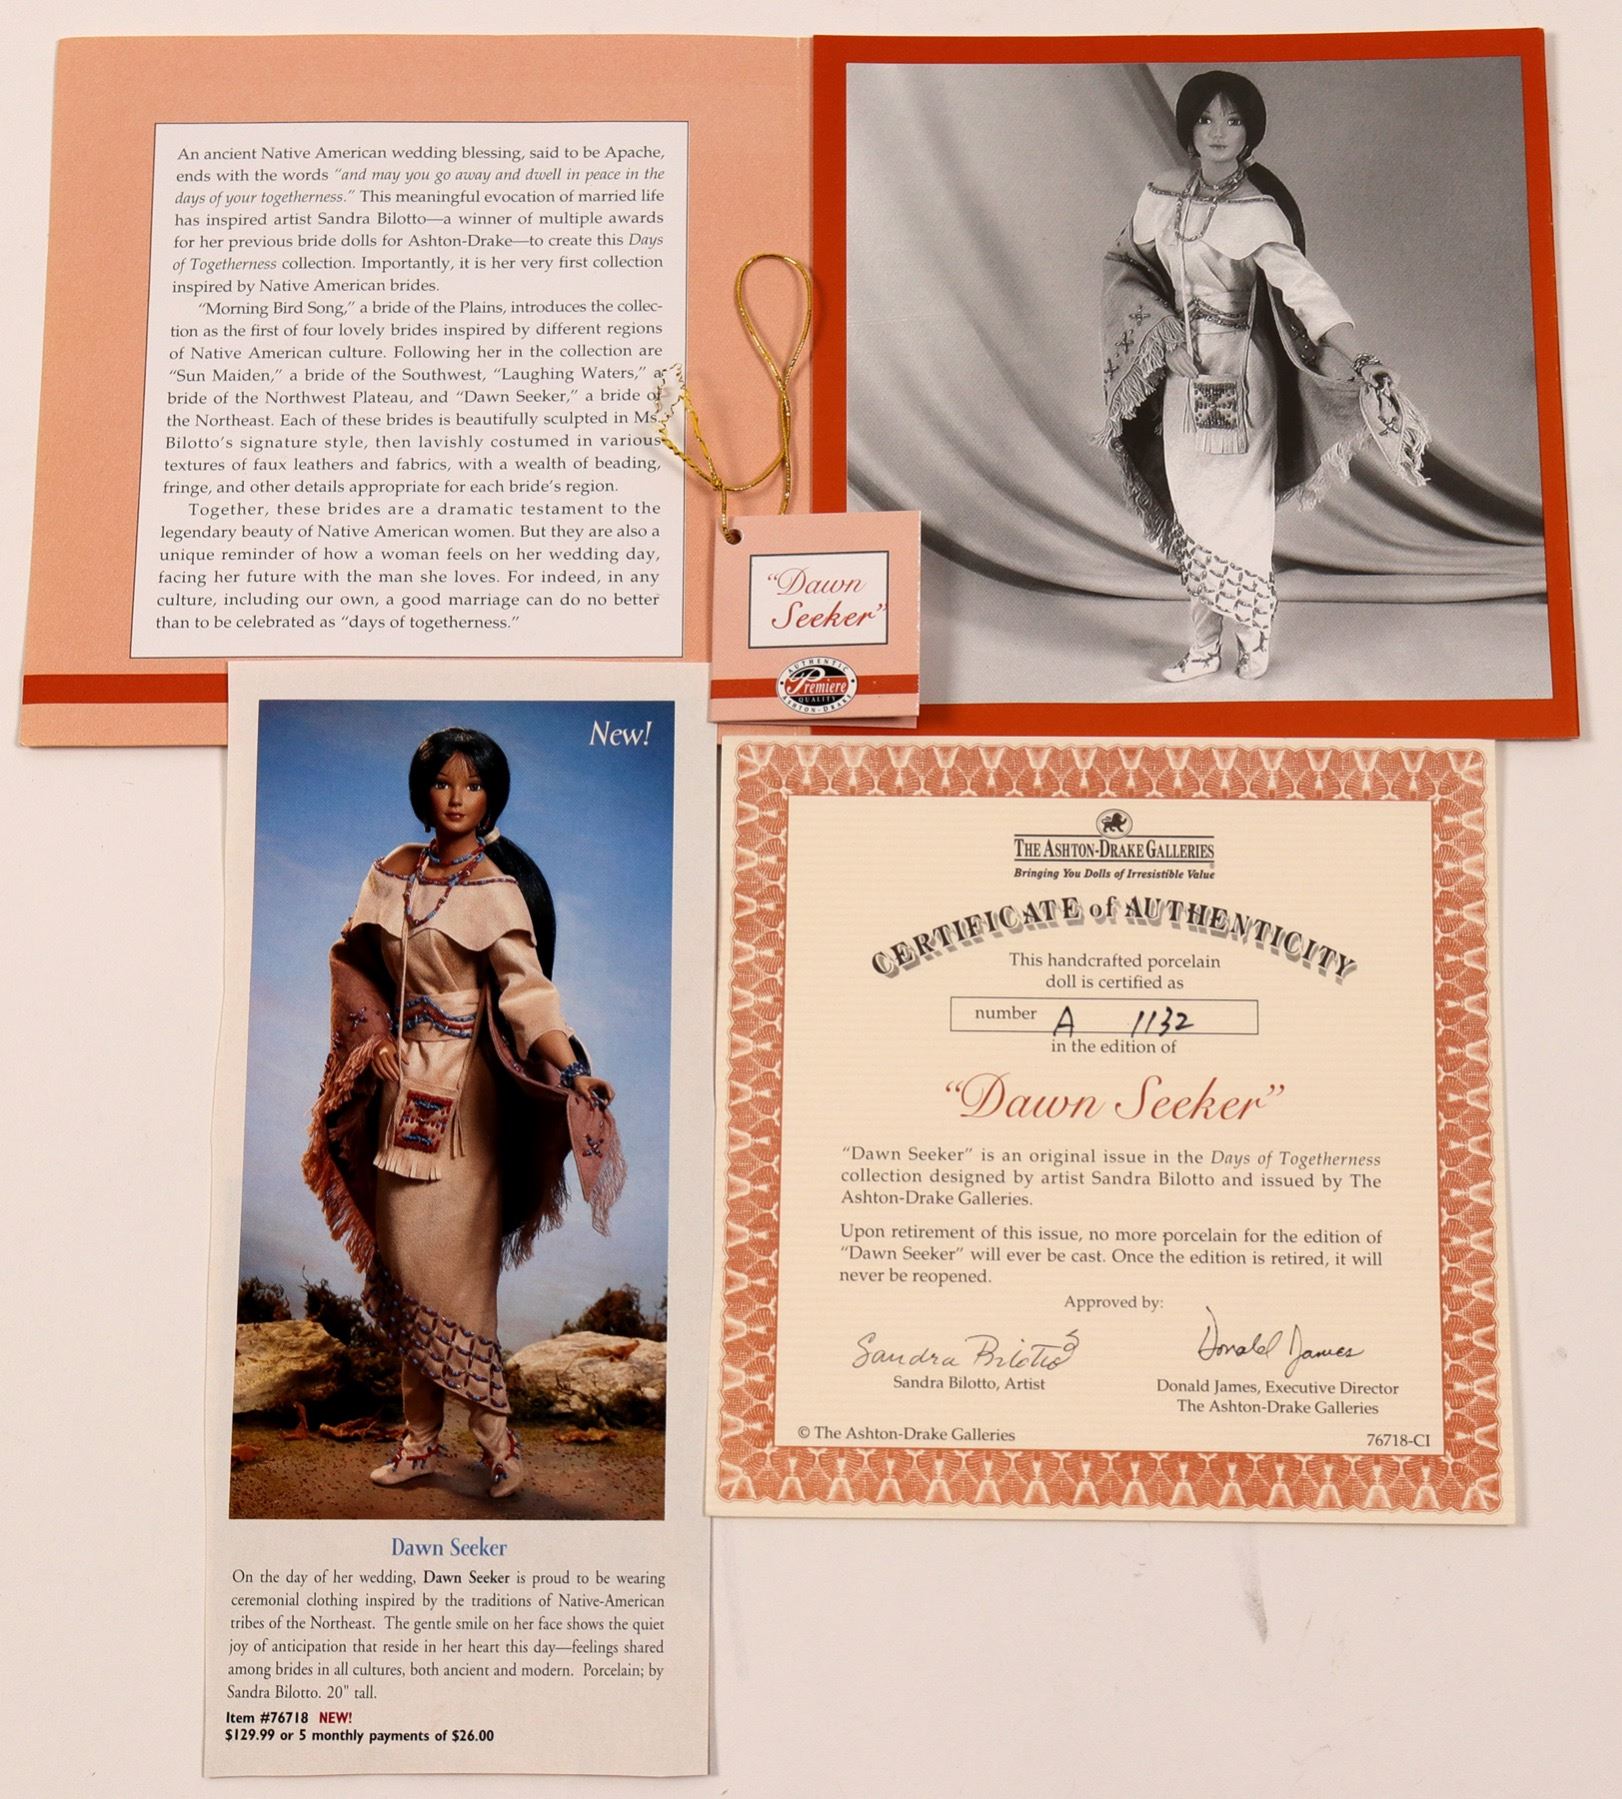 An ancient Native American wedding blessing, said to be Apache,
ends with the words “and may you go away and dwell in peace in the
days of your togetherness.” This meaningful evocation of married life
has inspired artist Sandra Bilotto—a winner of multiple awards
for her previous bride dolls for Ashton-Drake—to create this Days
of Togetherness collection. Importantly, it is her very first collection
inspired by Native American brides.
“Morning Bird Song,” a bride of the Plains, introduces the collec-
tion as the first of four lovely brides inspired by different regions
of Native American culture. Following her in the collection are
“Sun Maiden,” a bride of the Southwest, “Laughing Waters,” a
bride of the Northwest Plateau, and “Dawn Seeker,” a bride of
the Northeast. Each of these brides is beautifully sculpted in Ms.
Bilotto’s signature style, then lavishly costumed in various
textures of faux leathers and fabrics, with a wealth of beading,
fringe, and other details appropriate for each bride’s region.
Together, these brides are a dramatic testament to the
legendary beauty of Native American women. But they are also a
unique reminder of how a woman feels on her wedding day,
facing her future with the man she loves. For indeed, in any
culture, including our own, a good marriage can do no better
than to be celebrated as “days of togetherness.”
“Dawn
Seeker”
AUTHENTIC
Premiere
QUALITY
ASHTON-DRAKE
New!
Dawn Seeker
On the day of her wedding, Dawn Seeker is proud to be wearing
ceremonial clothing inspired by the traditions of Native-American
tribes of the Northeast. The gentle smile on her face shows the quiet
joy of anticipation that reside in her heart this day—feelings shared
among brides in all cultures, both ancient and modern. Porcelain; by
Sandra Bilotto. 20" tall.
Item #76718 NEW!
$129.99 or 5 monthly payments of $26.00
THE ASHTON-DRAKE GALLERIES
Bringing You Dolls of Irresistible Value
CERTIFICATE of AUTHENTICITY
This handcrafted porcelain
doll is certified as
number A 1132
in the edition of
“Dawn Seeker”
“Dawn Seeker” is an original issue in the Days of Togetherness
collection designed by artist Sandra Bilotto and issued by The
Ashton-Drake Galleries.
Upon retirement of this issue, no more porcelain for the edition of
“Dawn Seeker” will ever be cast. Once the edition is retired, it will
never be reopened.
Approved by:
Sandra Bilotto Donald James
Sandra Bilotto, Artist
Donald James, Executive Director
The Ashton-Drake Galleries
© The Ashton-Drake Galleries 76718-CI